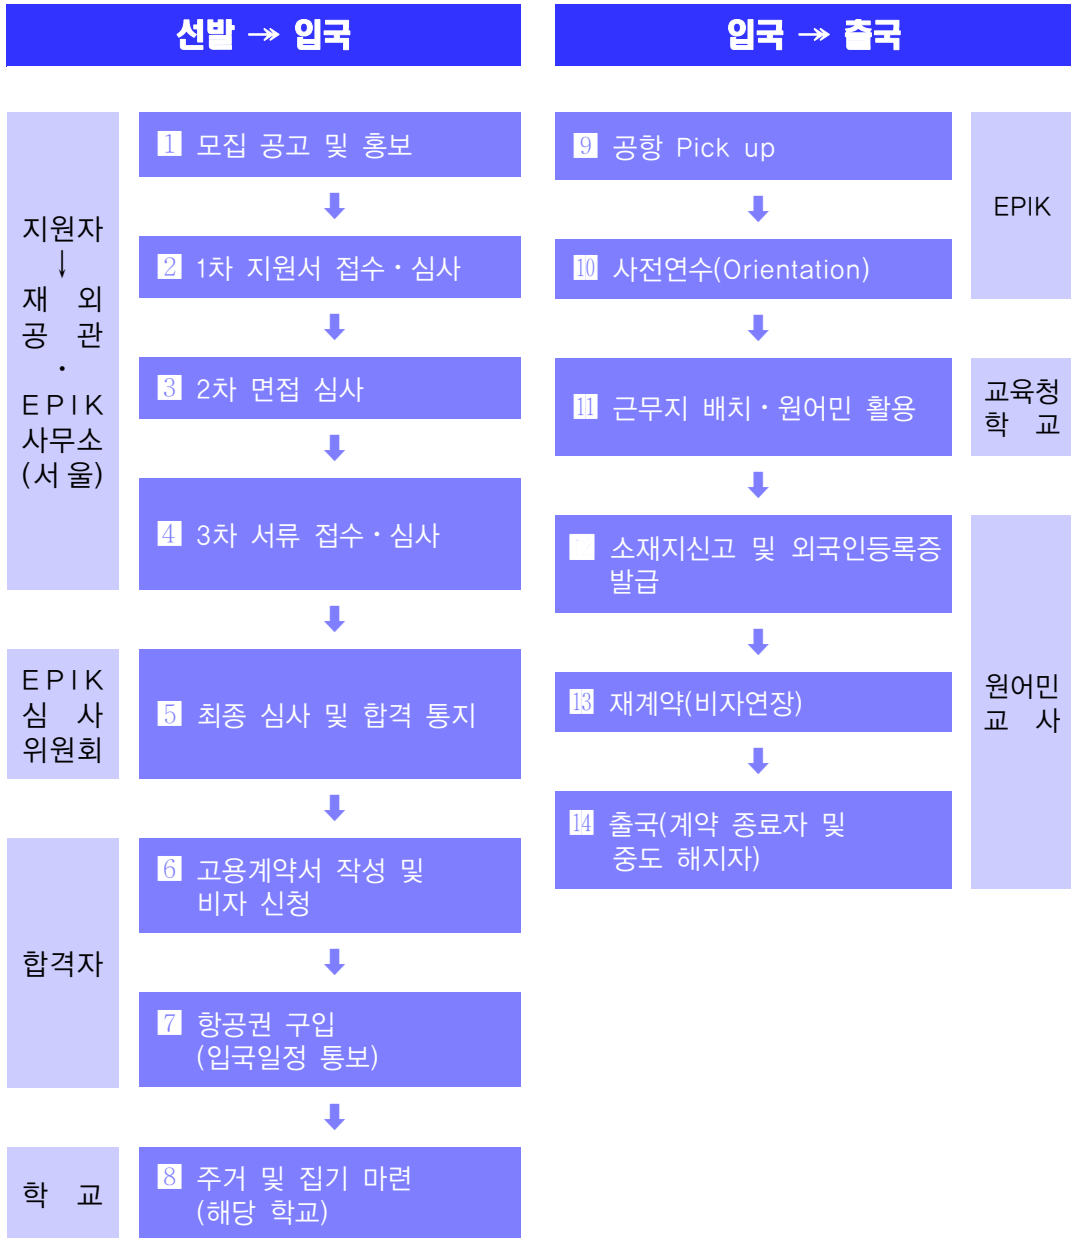 선발 → 입국
지원자
↓
재 외
공 관
·
EPIK
사무소
(서울)
1 모집 공고 및 홍보
2 1차 지원서 접수·심사
3 2차 면접 심사
4 3차 서류 접수·심사
EPIK
심 사
위원회
5 최종 심사 및 합격 통지
합격자
6 고용계약서 작성 및
비자 신청
7 항공권 구입
(입국일정 통보)
학 교
8 주거 및 집기 마련
(해당 학교)
입국 → 출국
9 공항 Pick up
10 사전연수(Orientation)
EPIK
11 근무지 배치·원어민 활용
교육청
학 교
소재지신고 및 외국인등록증
발급
13 재계약(비자연장)
14 출국(계약 종료자 및
중도 해지자)
원어민
교 사